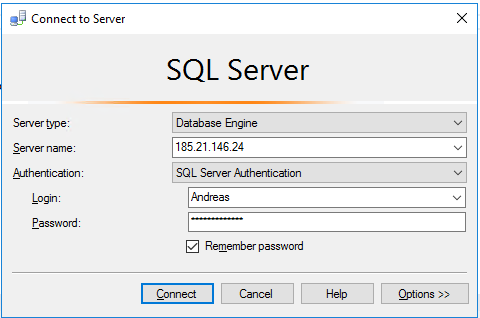 Connect to Server
SQL Server
Server type: Database Engine
Server name: 185.21.146.24
Authentication: SQL Server Authentication
Login: Andreas
Password: *************
Remember password
Connect Cancel Help Options >>